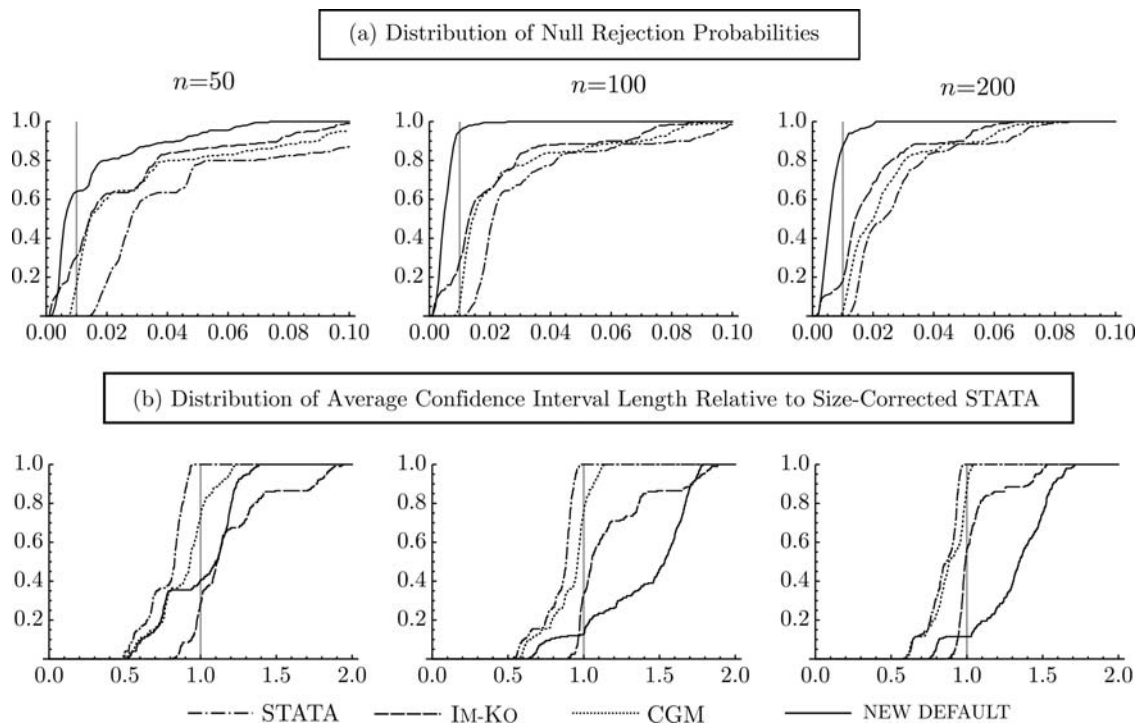 (a) Distribution of Null Rejection Probabilities
n=50 n=100 n=200
1.0 1.0 1.0
0.8 0.8 0.8
0.6 0.6 0.6
0.4 0.4 0.4
0.2 0.2 0.2
0.00 0.02 0.04 0.06 0.08 0.10 0.00 0.02 0.04 0.06 0.08 0.10 0.00 0.02 0.04 0.06 0.08 0.10
(b) Distribution of Average Confidence Interval Length Relative to Size-Corrected STATA
1.0 1.0 1.0
0.8 0.8 0.8
0.6 0.6 0.6
0.4 0.4 0.4
0.2 0.2 0.2
0.0 0.5 1.0 1.5 2.0 0.0 0.5 1.0 1.5 2.0 0.0 0.5 1.0 1.5 2.0
STATA IM-KO CGM NEW DEFAULT